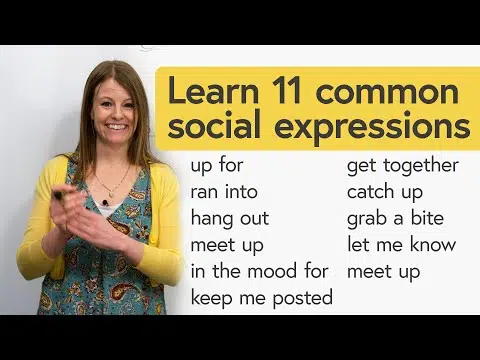 Learn 11 common
social expressions
up for
ran into
hang out
meet up
in the mood for
keep me posted
get together
catch up
grab a bite
let me know
meet up